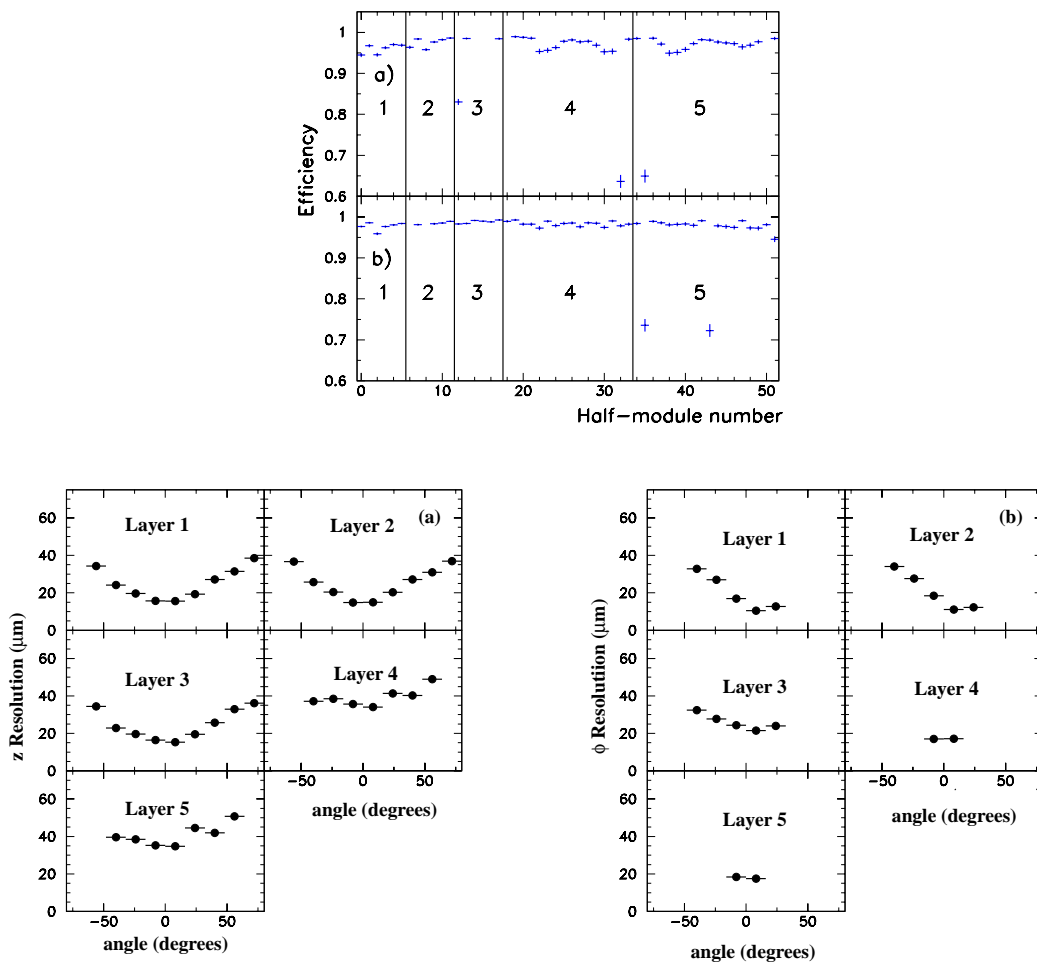 1
0.9
0.8
0.7
0.6
a)
1 2 3 4 5
Efficiency
1
0.9
0.8
0.7
0.6
b)
1 2 3 4 5
0 10 20 30 40 50
Half-module number
(a)
Layer 1
Layer 2
60
40
20
0
Layer 3
Layer 4
60
40
20
0
−50 0 50
angle (degrees)
Layer 5
60
40
20
0
−50 0 50
angle (degrees)
z Resolution (μm)
(b)
Layer 1
Layer 2
60
40
20
0
Layer 3
Layer 4
60
40
20
0
−50 0 50
angle (degrees)
Layer 5
60
40
20
0
−50 0 50
angle (degrees)
ϕ Resolution (μm)